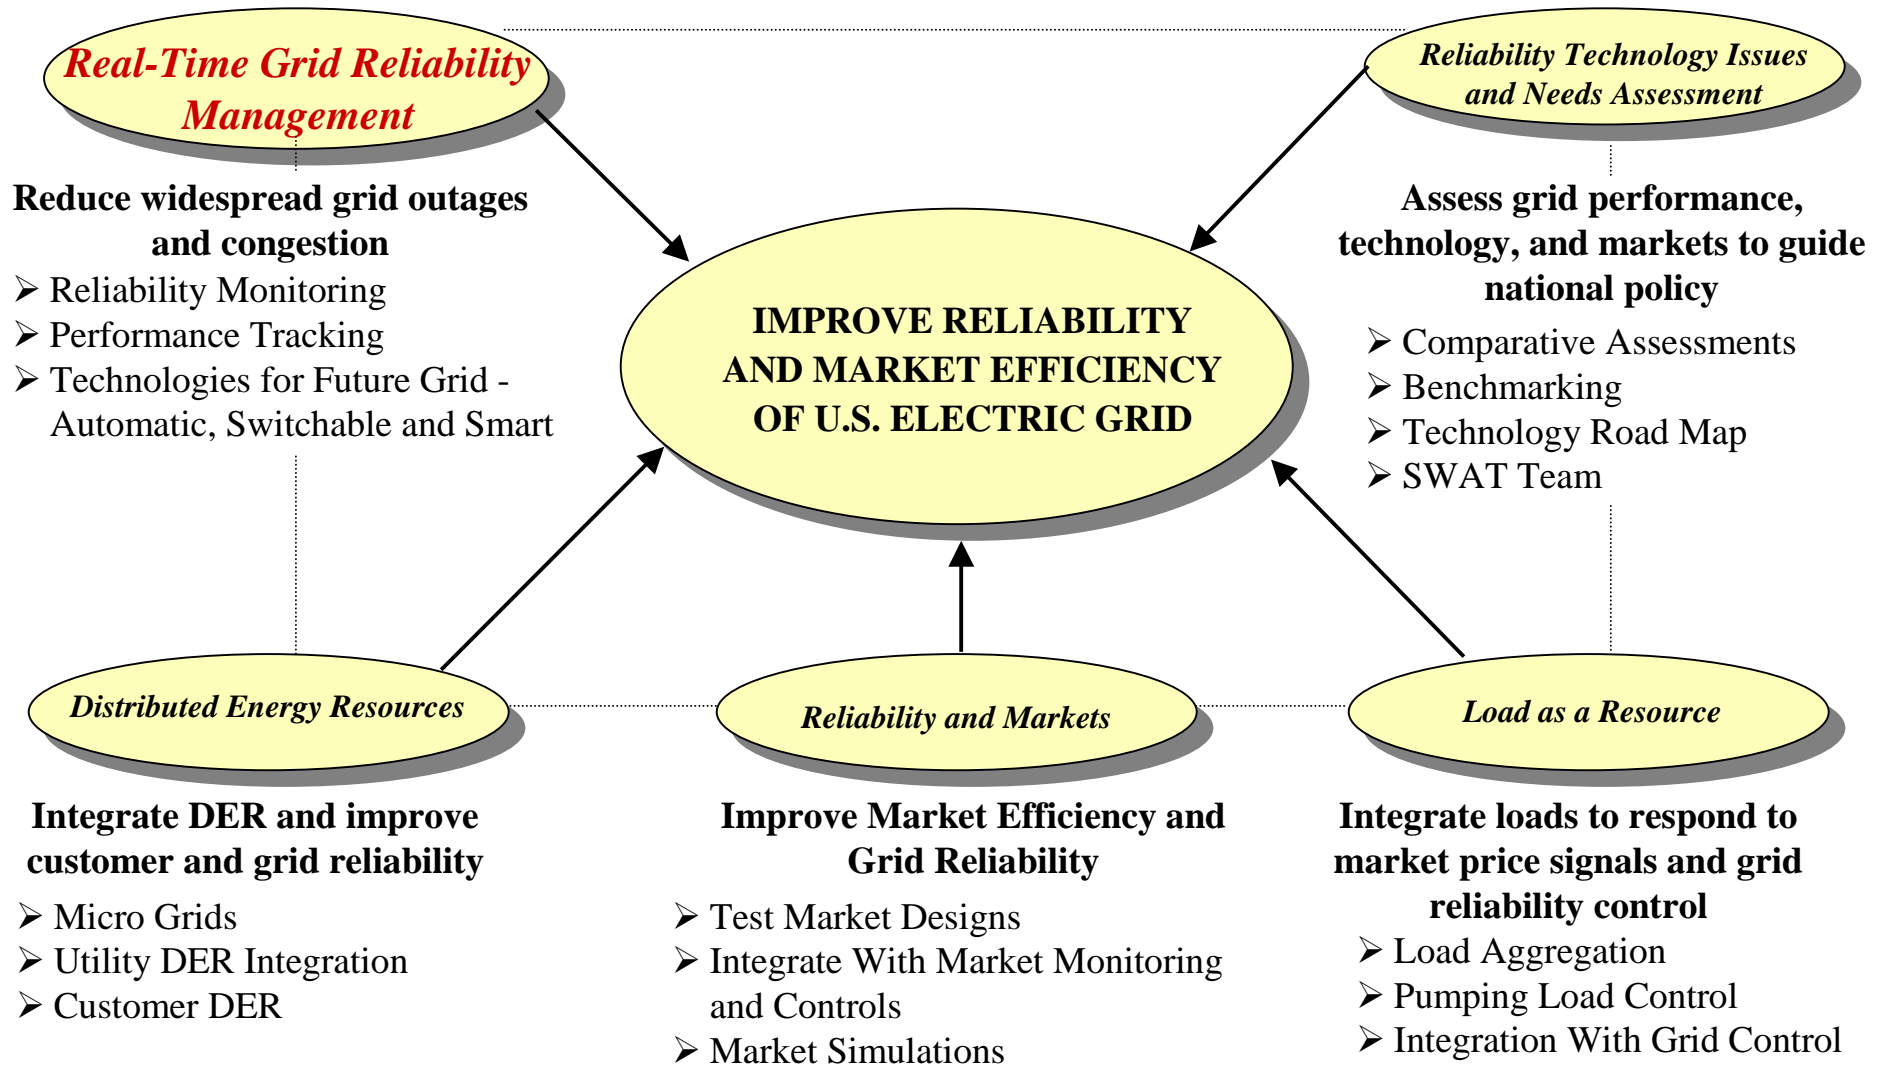 Real-Time Grid Reliability
Management
Reduce widespread grid outages
and congestion
➢ Reliability Monitoring
➢ Performance Tracking
➢ Technologies for Future Grid -
Automatic, Switchable and Smart
Reliability Technology Issues
and Needs Assessment
Assess grid performance,
technology, and markets to guide
national policy
➢ Comparative Assessments
➢ Benchmarking
➢ Technology Road Map
➢ SWAT Team
IMPROVE RELIABILITY
AND MARKET EFFICIENCY
OF U.S. ELECTRIC GRID
Distributed Energy Resources
Integrate DER and improve
customer and grid reliability
➢ Micro Grids
➢ Utility DER Integration
➢ Customer DER
Reliability and Markets
Improve Market Efficiency and
Grid Reliability
➢ Test Market Designs
➢ Integrate With Market Monitoring
and Controls
➢ Market Simulations
Load as a Resource
Integrate loads to respond to
market price signals and grid
reliability control
➢ Load Aggregation
➢ Pumping Load Control
➢ Integration With Grid Control